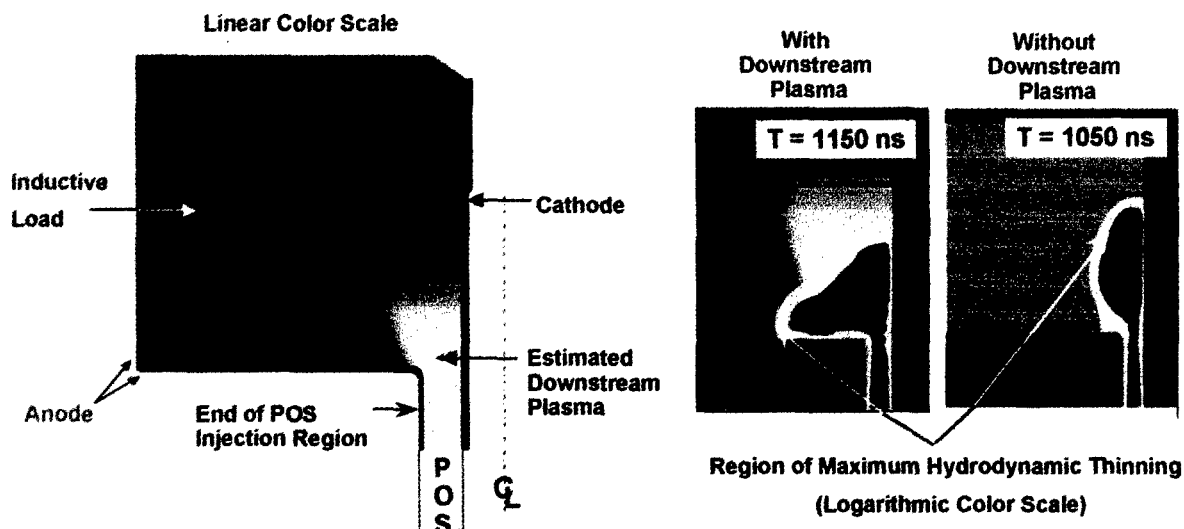 Linear Color Scale
Inductive
Load
Cathode
Estimated
Downstream
Plasma
Anode
End of POS
Injection Region
P
O
S
℄
With
Downstream
Plasma
T = 1150 ns
Without
Downstream
Plasma
T = 1050 ns
Region of Maximum Hydrodynamic Thinning
(Logarithmic Color Scale)